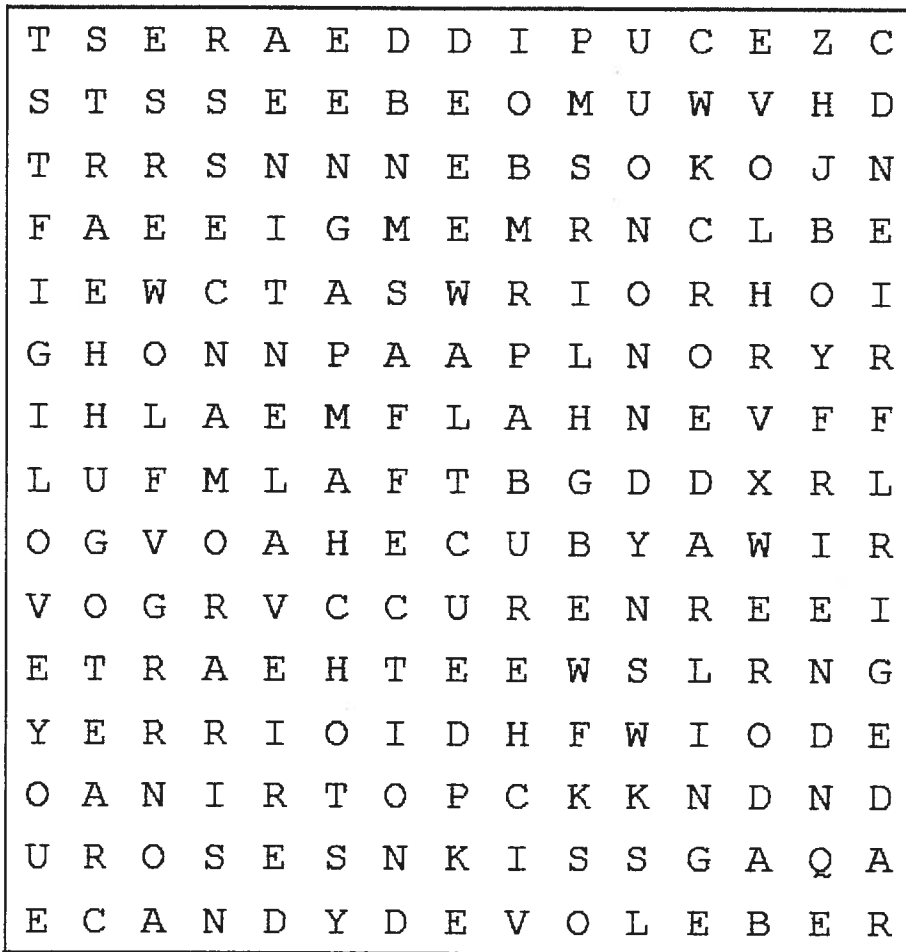 T S E R A E D D I P U C E Z C
S T S S E E B E O M U W V H D
T R R S N N N E B S O K O J N
F A E E I G M E M R N C L B E
I E W C T A S W R I O R H O I
G H O N N P A A P L N O R Y R
I H L A E M F L A H N E V F F
L U F M L A F T B G D D X R L
O G V O A H E C U B Y A W I R
V O G R V C C U R E N R E E I
E T R A E H T E E W S L R N G
Y E R R I O I D H F W I O D E
O A N I R T O P C K K N D N D
U R O S E S N K I S S G A Q A
E C A N D Y D E V O L E B E R